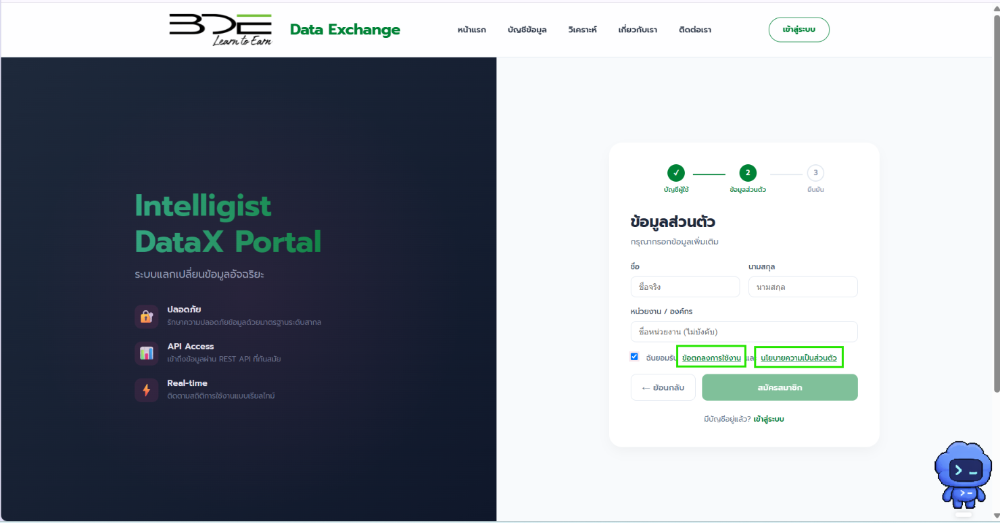 BDE
Learn to Earn
Data Exchange
หน้าแรก
บัญชีข้อมูล
วิเคราะห์
เกี่ยวกับเรา
ติดต่อเรา
เข้าสู่ระบบ
Intelligist
DataX Portal
ระบบแลกเปลี่ยนข้อมูลอัจฉริยะ
ปลอดภัย
รักษาความปลอดภัยข้อมูลด้วยมาตรฐานระดับสากล
API Access
เข้าถึงข้อมูลผ่าน REST API ที่ทันสมัย
Real-time
ติดตามสถิติการใช้งานแบบเรียลไทม์
✓ 2 3
บัญชีผู้ใช้ ข้อมูลส่วนตัว ยืนยัน
ข้อมูลส่วนตัว
กรุณากรอกข้อมูลเพิ่มเติม
ชื่อ นามสกุล
ชื่อจริง นามสกุล
หน่วยงาน / องค์กร
ชื่อหน่วยงาน (ไม่บังคับ)
ฉันยอมรับ ข้อตกลงการใช้งาน และ นโยบายความเป็นส่วนตัว
← ย้อนกลับ สมัครสมาชิก
มีบัญชีอยู่แล้ว? เข้าสู่ระบบ